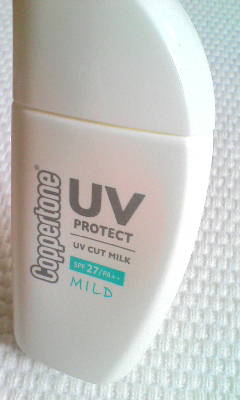 Coppertone®
UV
PROTECT
UV CUT MILK
SPF 27/PA++
MILD